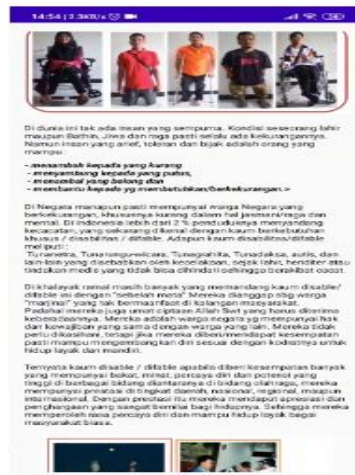 14:54 | 2.3KB/s
Di dunia ini tak ada insan yang sempurna. Kondisi seseorang lahir
maupun Bathin, Jiwa dan raga pasti selalu ada kekurangannya.
Namun insan yang arief, toleran dan bijak adalah orang yang
mampu :
- menambah kepada yang kurang
- menyambung kepada yang putus,
- menambal yang bolong dan
- membantu kepada yg membutuhkan/berkekurangan.>
Di Negara manapun pasti mempunyai warga Negara yang
berkekurangan, khususnya kurang dalam hal jasmani/raga dan
mental. Di Indonesia lebih dari 2 % penduduknya menyandang
kecacatan, yang sekarang dikenal dengan kaum berkebutuhan
khusus / disabilitas / difable. Adapun kaum disabilitas/difable
meliputi :
Tunanetra, Tunarungu-wicara, Tunagrahita, Tunadaksa, autis, dan
lain-lain yang disebabkan oleh kecelakaan, sejak lahir, heriditer atau
tindakan medis yang tidak bisa dihindari sehingga berakibat cacat.
Di khalayak ramai masih banyak yang memandang kaum disable/
difable ini dengan "sebelah mata" Mereka dianggap sbg warga
"marjinal" yang tak bermanfaat di kalangan masyarakat.
Padahal mereka juga umat ciptaan Allah Swt yang harus diterima
keberadaannya. Mereka adalah warga negara yg mempunyai hak
dan kewajiban yang sama dengan warga yang lain. Mereka tidak
perlu dikasihani, tetapi jika mereka diberi/mendapat kesempatan
pasti mampu mengembangkan diri sesuai dengan kodratnya untuk
hidup layak dan mandiri.
Ternyata kaum disable / difable apabila diberi kesempatan banyak
yang mempunyai bakat, minat, percaya diri dan potensi yang
tinggi di berbagai bidang diantaranya di bidang olah raga, mereka
mempunyai prestasi di tingkat daerah, nasional, regional, maupun
internasional. Dengan prestasi itu mereka mendapat apresiasi dan
penghargaan yang sangat bernilai bagi hidupnya. Sehingga mereka
memperoleh rasa percaya diri dan mampu hidup layak bagai
masyarakat biasa.